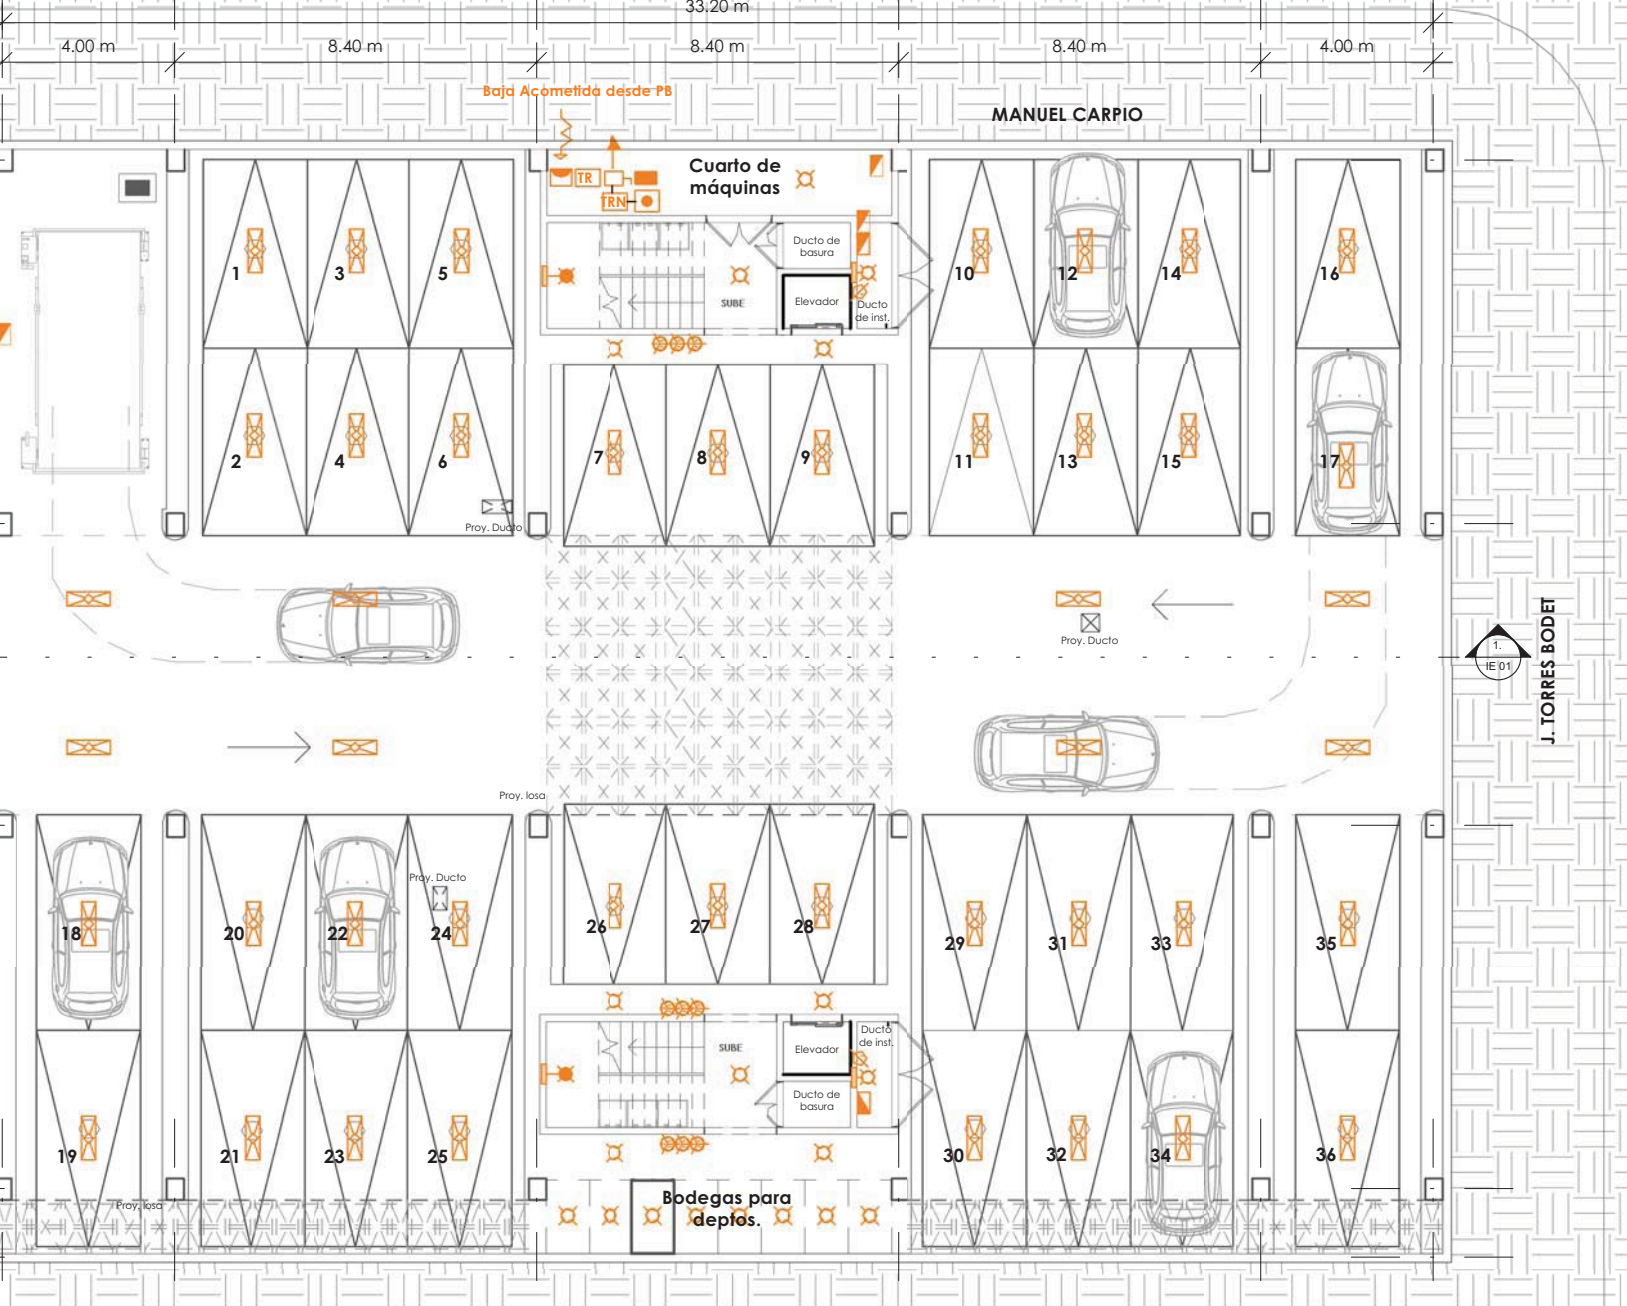 33.20 m
4.00 m
8.40 m
8.40 m
8.40 m
4.00 m
Baja Acometida desde PB
MANUEL CARPIO
Cuarto de
máquinas
TR
TRN
Ducto de
basura
Elevador
Ducto
de inst.
SUBE
1
3
5
10
12
14
16
2
4
6
7
8
9
11
13
15
17
Proy. Ducto
Proy. Ducto
J. TORRES BODET
1.
IE 01
Proy. losa
Proy. Ducto
18
20
22
24
26
27
28
29
31
33
35
SUBE
Elevador
Ducto
de inst.
Ducto de
basura
19
21
23
25
30
32
34
36
Proy. losa
Bodegas para
deptos.